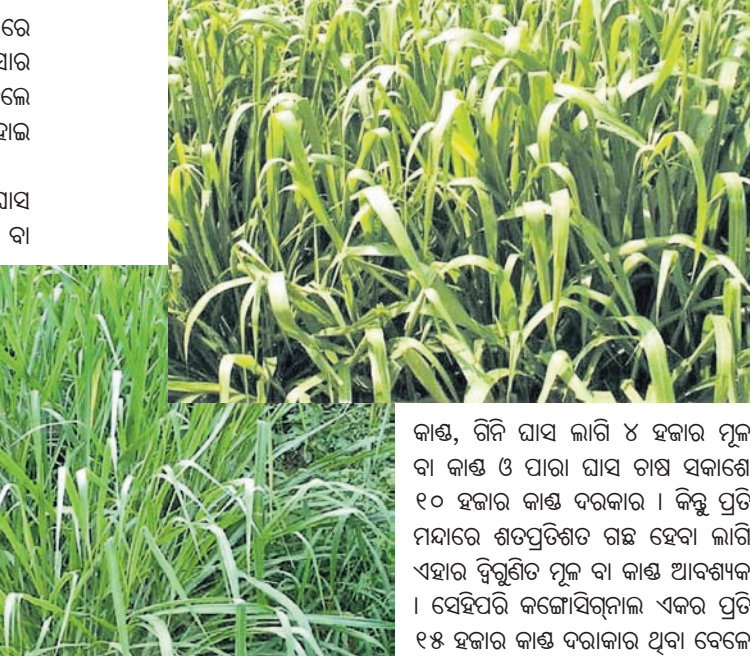 ରେ
ଲେ
ବା
କାଣ୍ଡ, ଗିନି ଘାସ ଲାଗି ୪ ହଜାର ମୂଳ
ବା କାଣ୍ଡ ଓ ପାରା ଘାସ ଚାଷ ସକାଶେ
୧୦ ହଜାର କାଣ୍ଡ ଦରକାର । କିନ୍ତୁ ପ୍ରତି
ମନ୍ଦାରେ ଶତପ୍ରତିଶତ ଗଛ ହେବା ଲାଗି
ଏହାର ଦ୍ୱିଗୁଣିତ ମୂଳ ବା କାଣ୍ଡ ଆବଶ୍ୟକ
। ସେହିପରି କଙ୍ଗୋସିଗ୍‌ନାଲ ଏକର ପ୍ରତି
୧୫ ହଜାର କାଣ୍ଡ ଦରାକାର ଥିବା ବେଳେ